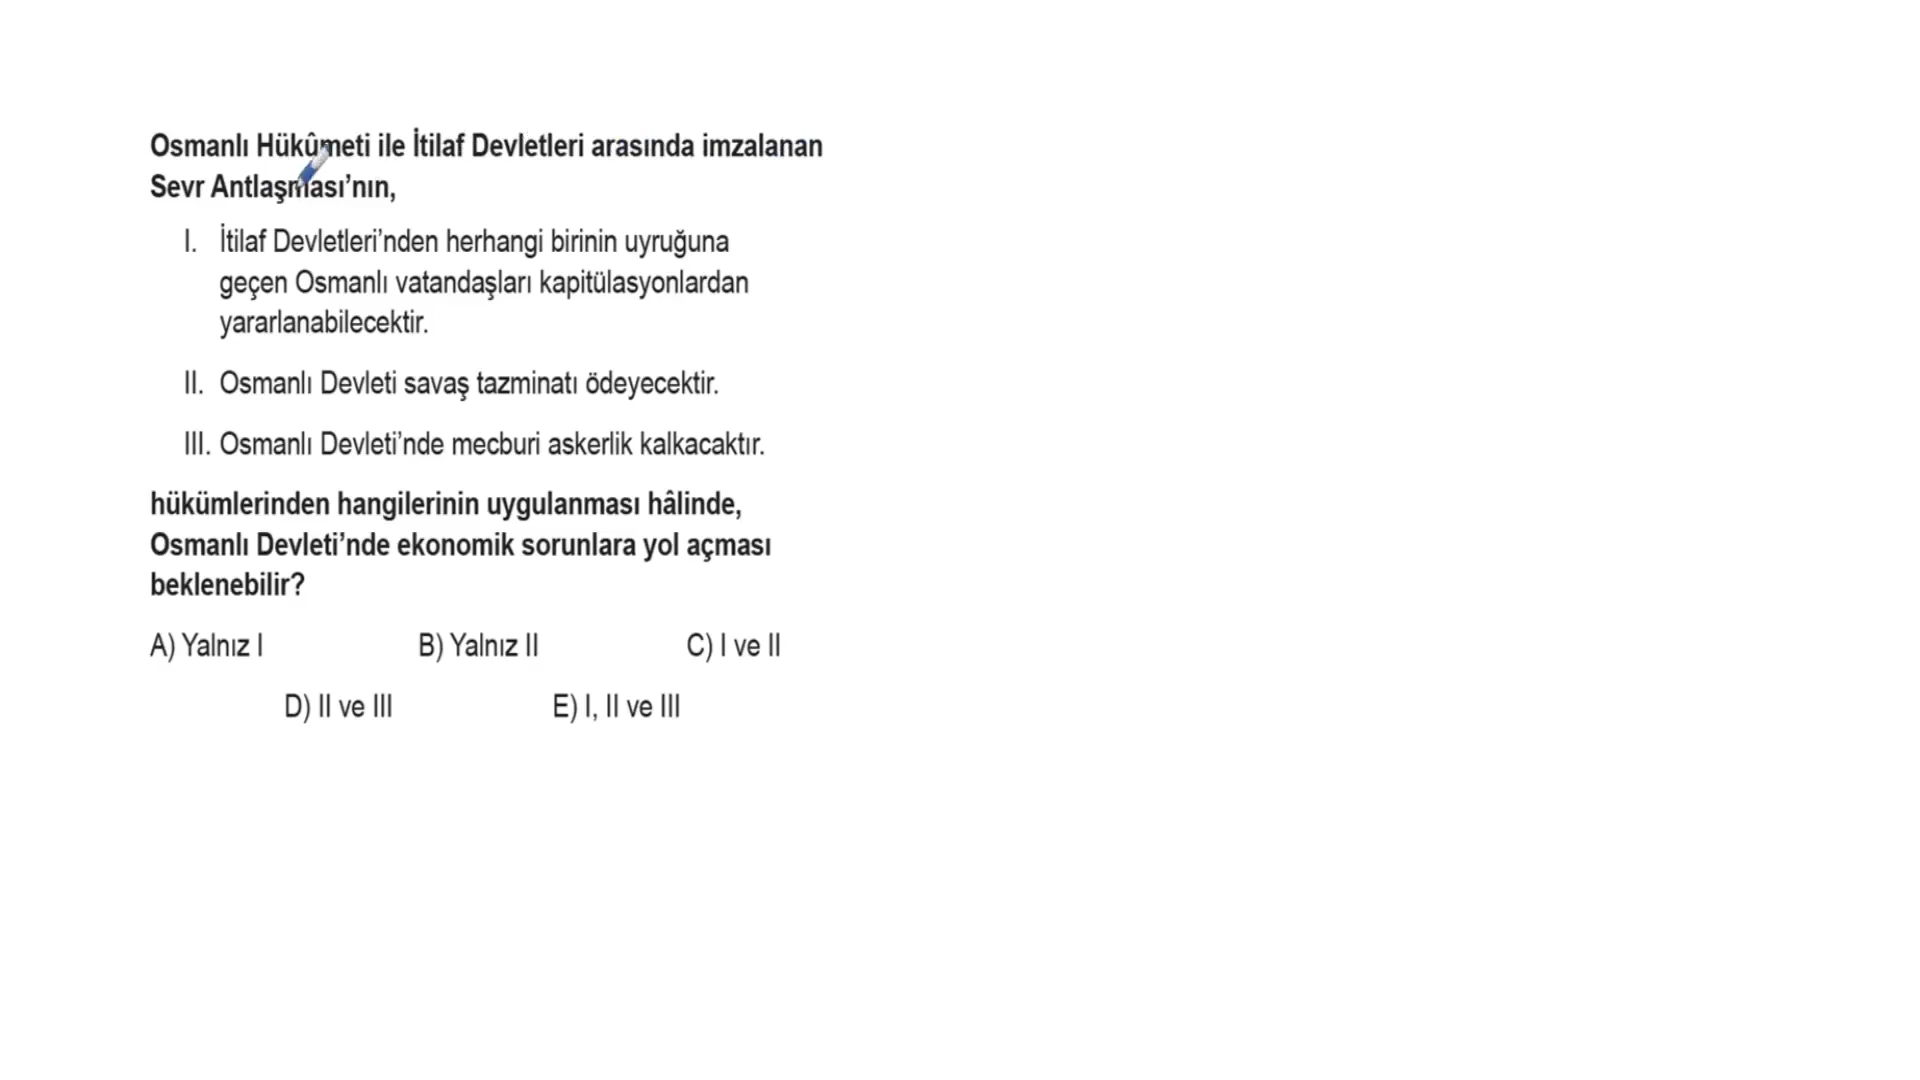 Osmanlı Hükûmeti ile İtilaf Devletleri arasında imzalanan
Sevr Antlaşması’nın,
I. İtilaf Devletleri’nden herhangi birinin uyruğuna
geçen Osmanlı vatandaşları kapitülasyonlardan
yararlanabilecektir.
II. Osmanlı Devleti savaş tazminatı ödeyecektir.
III. Osmanlı Devleti’nde mecburi askerlik kalkacaktır.
hükümlerinden hangilerinin uygulanması hâlinde,
Osmanlı Devleti’nde ekonomik sorunlara yol açması
beklenebilir?
A) Yalnız I B) Yalnız II C) I ve II
D) II ve III E) I, II ve III